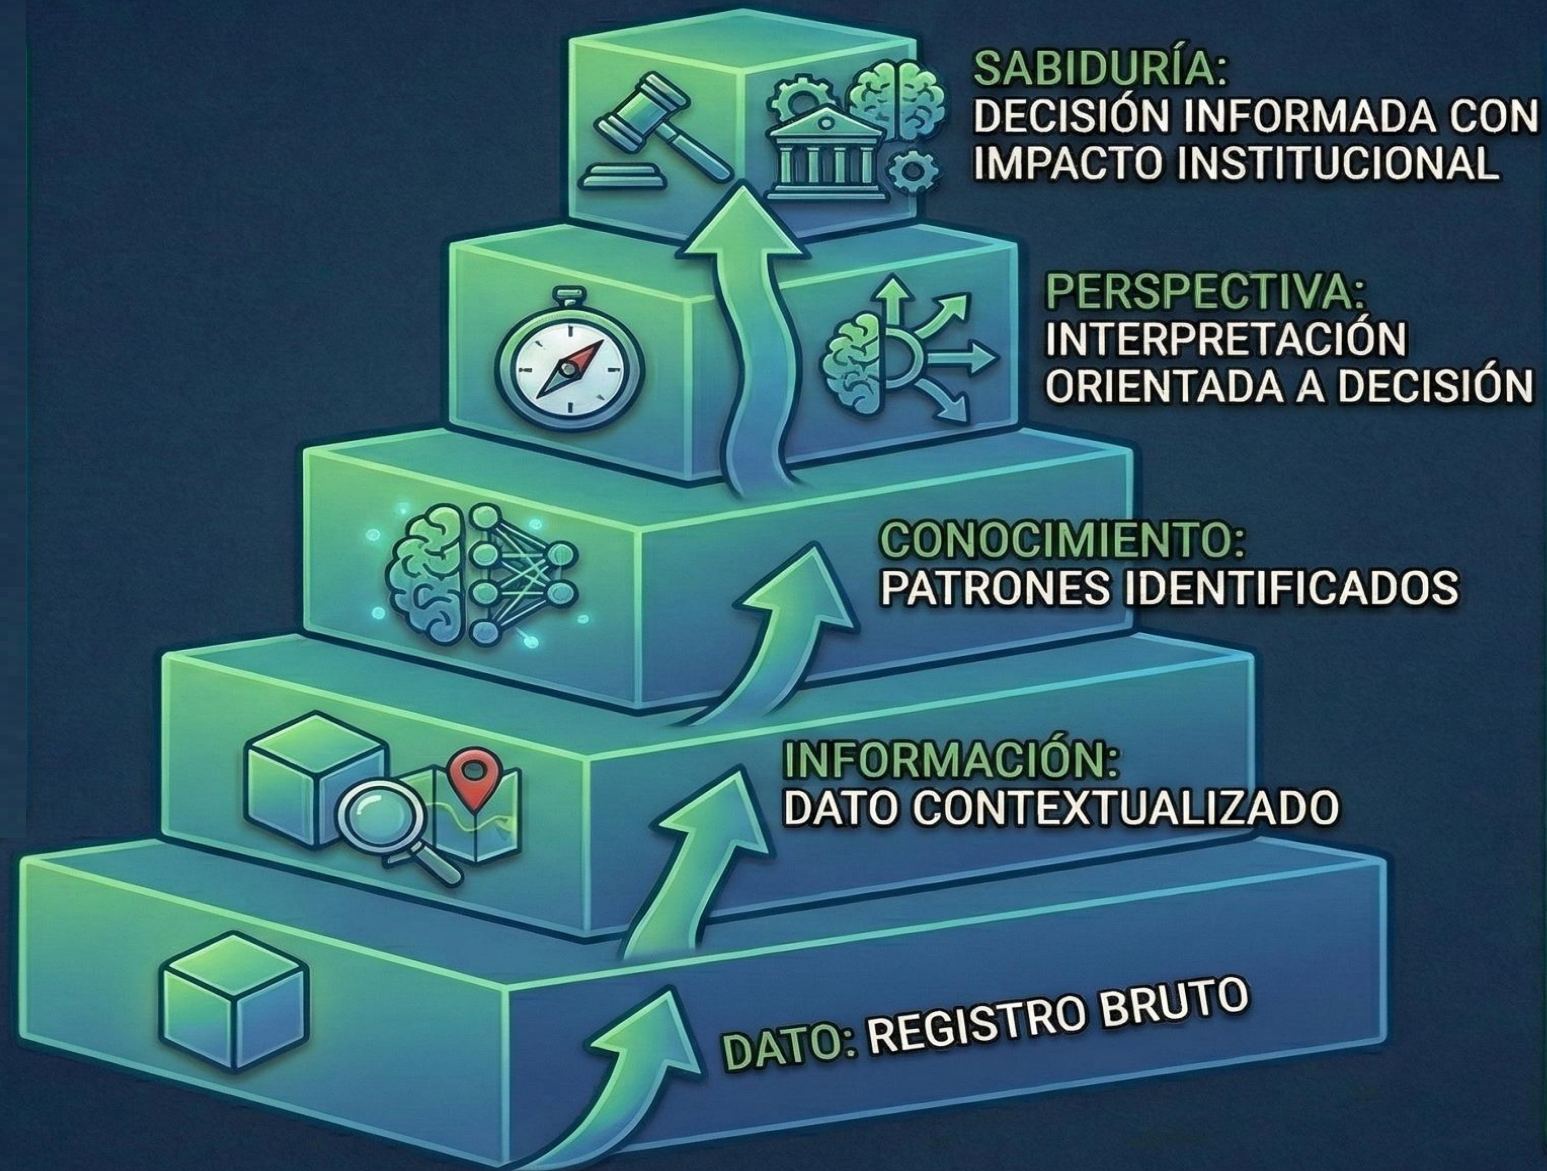 SABIDURÍA:
DECISIÓN INFORMADA CON
IMPACTO INSTITUCIONAL
PERSPECTIVA:
INTERPRETACIÓN
ORIENTADA A DECISIÓN
CONOCIMIENTO:
PATRONES IDENTIFICADOS
INFORMACIÓN:
DATO CONTEXTUALIZADO
DATO: REGISTRO BRUTO